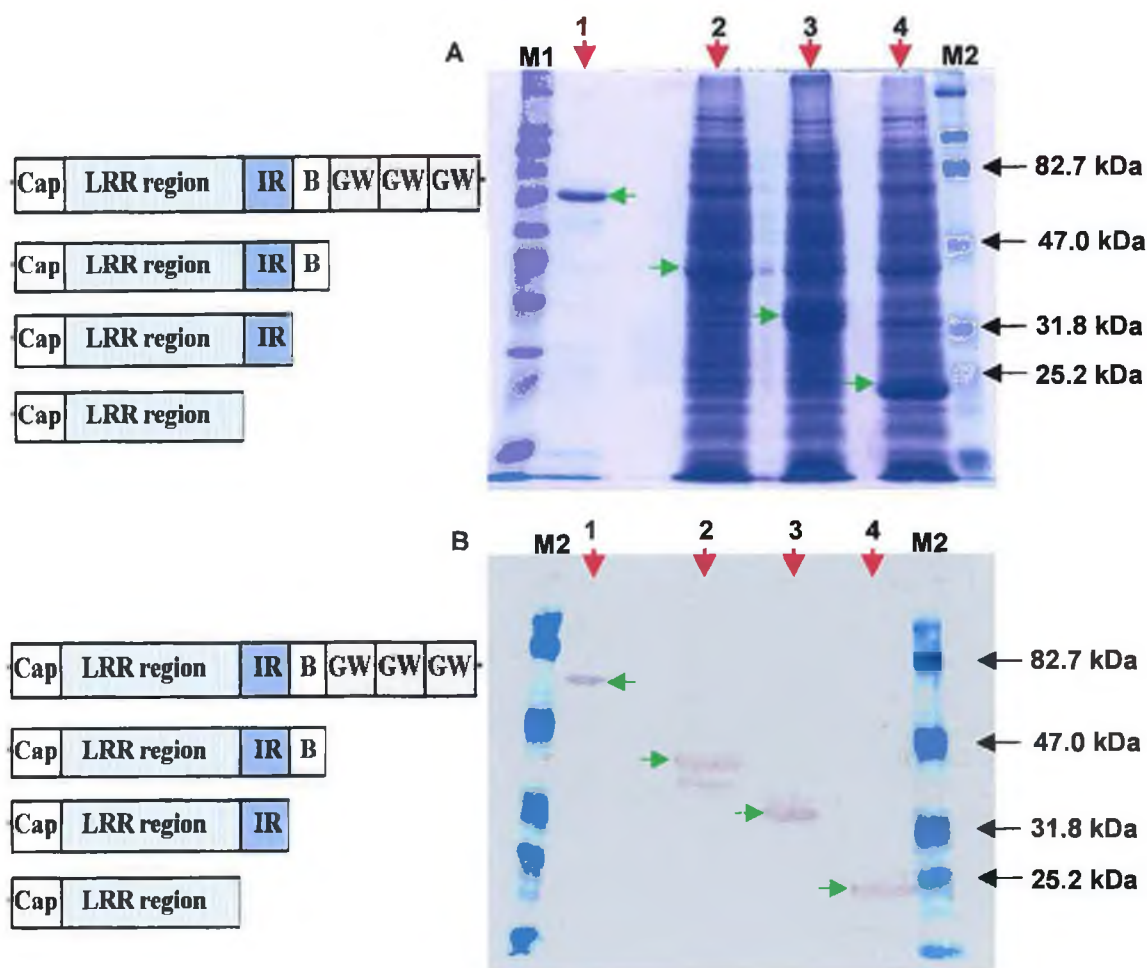 A
M1
1
2
3
4
M2
Cap LRR region IR B GW GW GW
82.7 kDa
Cap LRR region IR B
47.0 kDa
Cap LRR region IR
31.8 kDa
25.2 kDa
Cap LRR region
B
M2
1
2
3
4
M2
Cap LRR region IR B GW GW GW
82.7 kDa
Cap LRR region IR B
47.0 kDa
Cap LRR region IR
31.8 kDa
25.2 kDa
Cap LRR region